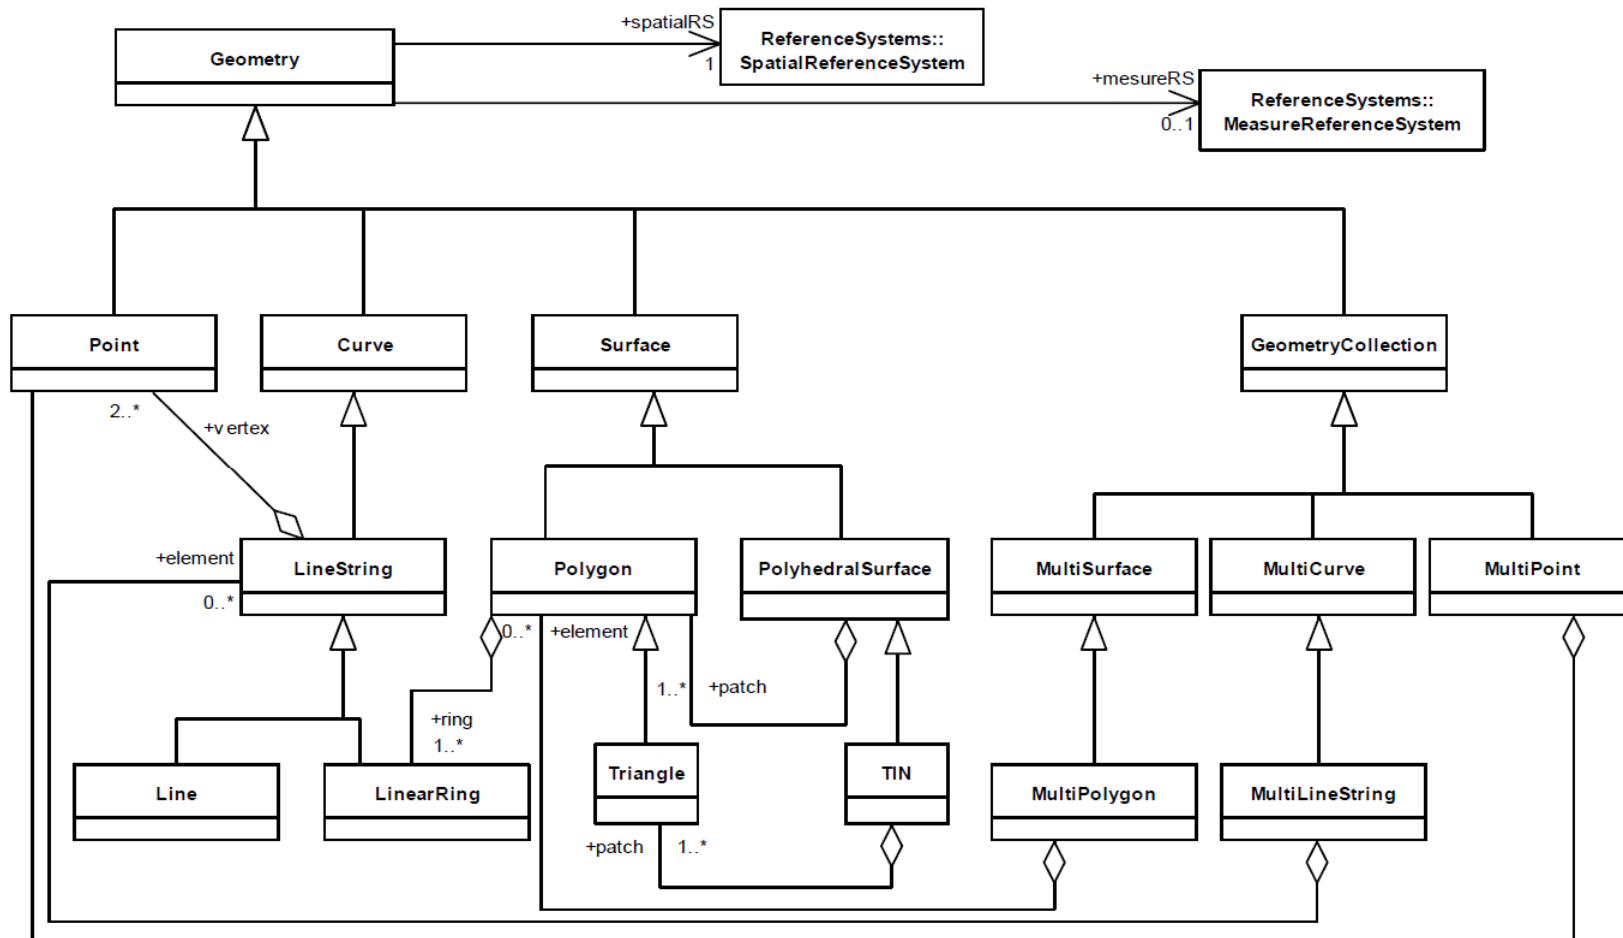 +spatialRS
Geometry
ReferenceSystems::
SpatialReferenceSystem
1
+mesureRS
ReferenceSystems::
MeasureReferenceSystem
0..1
Point
Curve
Surface
GeometryCollection
2..*
+vertex
+element
LineString
Polygon
PolyhedralSurface
MultiSurface
MultiCurve
MultiPoint
0..*
0..*
+element
1..*
+patch
+ring
1..*
Triangle
TIN
Line
LinearRing
MultiPolygon
MultiLineString
+patch
1..*